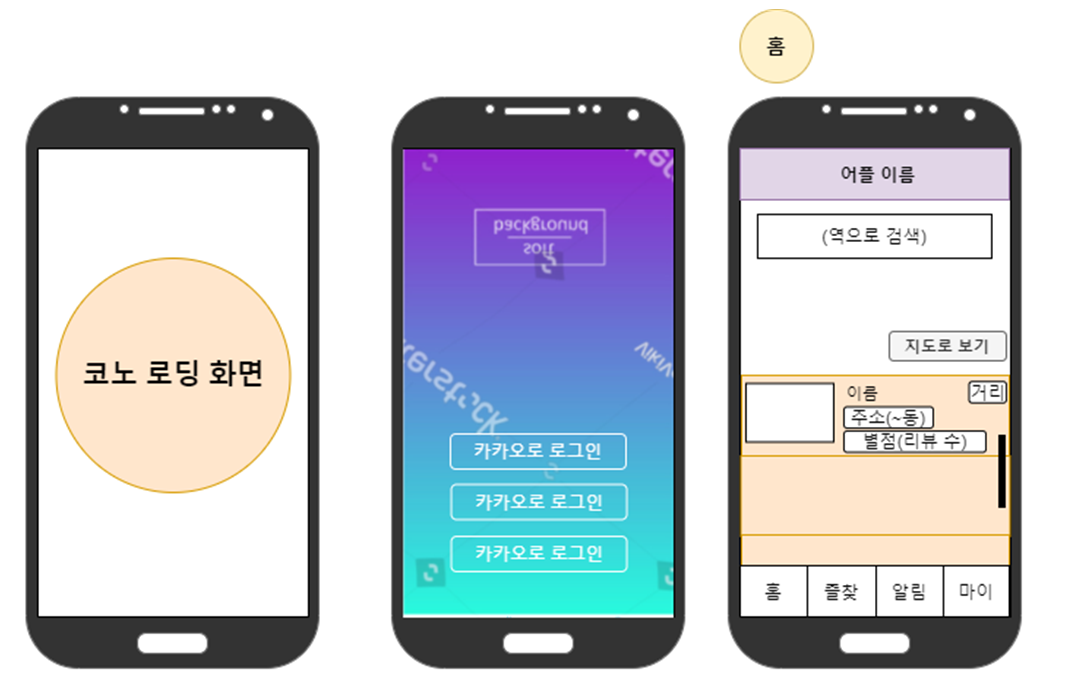 홈
코노 로딩 화면
background
soft
카카오로 로그인
카카오로 로그인
카카오로 로그인
어플 이름
(역으로 검색)
지도로 보기
이름
거리
주소(~동)
별점(리뷰 수)
홈
즐찾
알림
마이